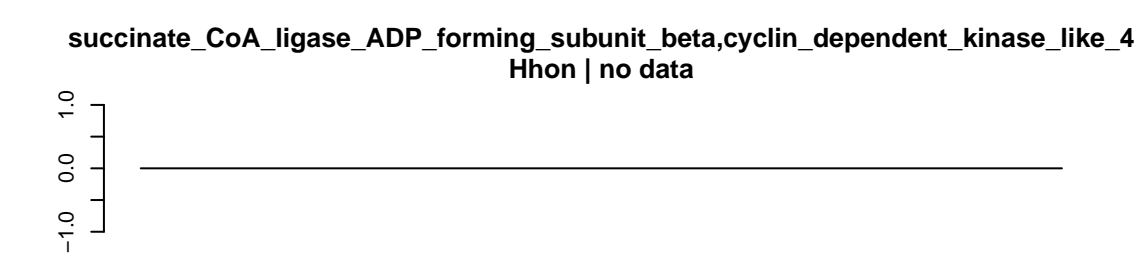 succinate_CoA_ligase_ADP_forming_subunit_beta,cyclin_dependent_kinase_like_4
Hhon | no data
1.0
0.0
−1.0